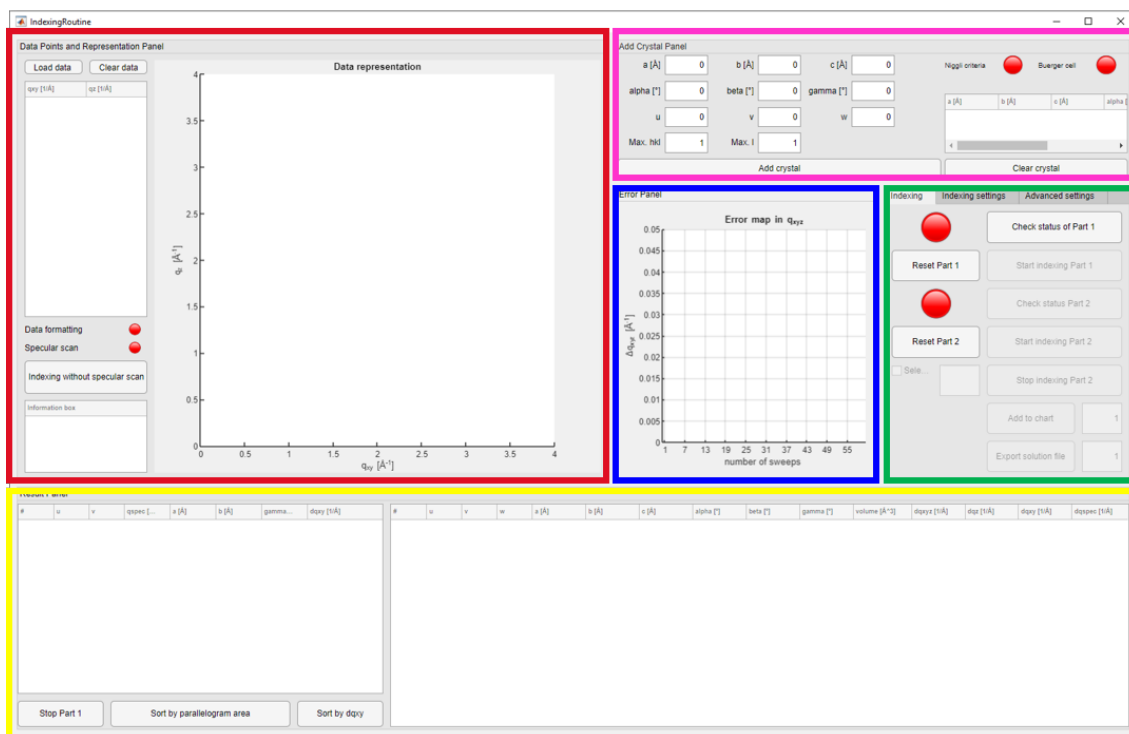 IndexingRoutine
Data Points and Representation Panel
Load data Clear data
qxy [1/Å] qz [1/Å]
Data formatting
Specular scan
Indexing without specular scan
Information box
Data representation
4
3.5
3
2.5
2
1.5
1
0.5
0
qz [Å-1]
0 0.5 1 1.5 2 2.5 3 3.5 4
qxy [Å-1]
Add Crystal Panel
a [Å] 0 b [Å] 0 c [Å] 0
alpha [°] 0 beta [°] 0 gamma [°] 0
u 0 v 0 w 0
Max. hkl 1 Max. l 1
Add crystal
Niggli criteria Buerger cell
a [Å] b [Å] c [Å] alpha [
Clear crystal
Error Panel
Error map in qxyz
0.05
0.045
0.04
0.035
0.03
0.025
0.02
0.015
0.01
0.005
0
Δqxyz [Å-1]
1 7 13 19 25 31 37 43 49 55
number of sweeps
Indexing Indexing settings Advanced settings
Check status of Part 1
Reset Part 1 Start indexing Part 1
Check status Part 2
Reset Part 2 Start indexing Part 2
Sele... Stop indexing Part 2
Add to chart 1
Export solution file 1
Result Panel
# u v qspec [... a [Å] b [Å] gamma... dqxy [1/Å]
Stop Part 1 Sort by parallelogram area Sort by dqxy
# u v w a [Å] b [Å] c [Å] alpha [°] beta [°] gamma [°] volume [Å^3] dqxyz [1/Å] dqz [1/Å] dqxy [1/Å] dqspec [1/Å]